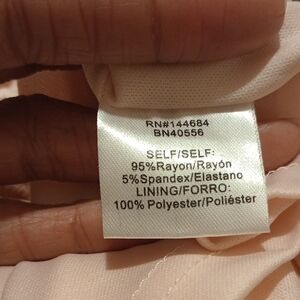 RN#144684
BN40556
SELF/SELF:
95%Rayon/Rayón
5%Spandex/Elastano
LINING/FORRO:
100% Polyester/Poliéster